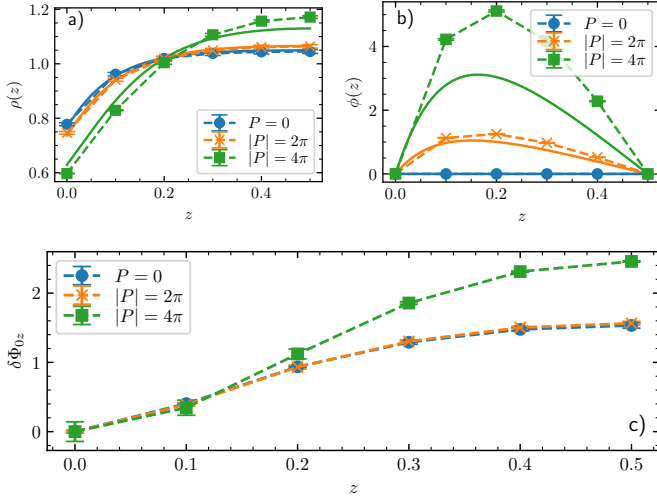 a)
1.2
1.0
0.8
0.6
ρ(z)
P = 0
|P| = 2π
|P| = 4π
0.0 0.2 0.4
z
b)
4
2
0
ϕ(z)
P = 0
|P| = 2π
|P| = 4π
0.0 0.2 0.4
z
P = 0
|P| = 2π
|P| = 4π
2
1
0
δΦ0z
c)
0.0 0.1 0.2 0.3 0.4 0.5
z